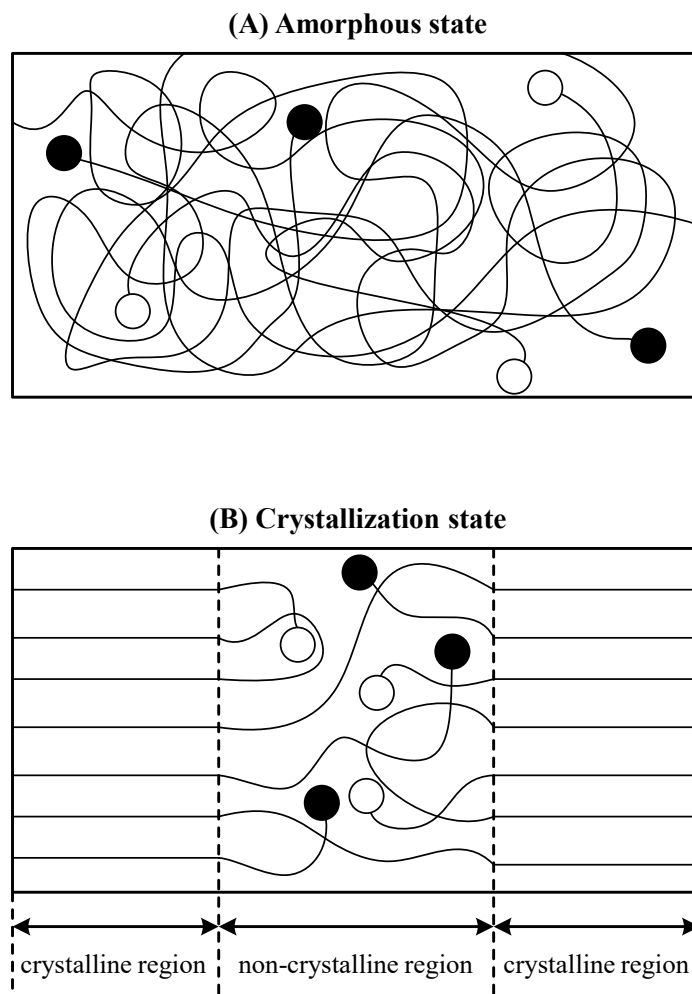 (A) Amorphous state
(B) Crystallization state
crystalline region non-crystalline region crystalline region